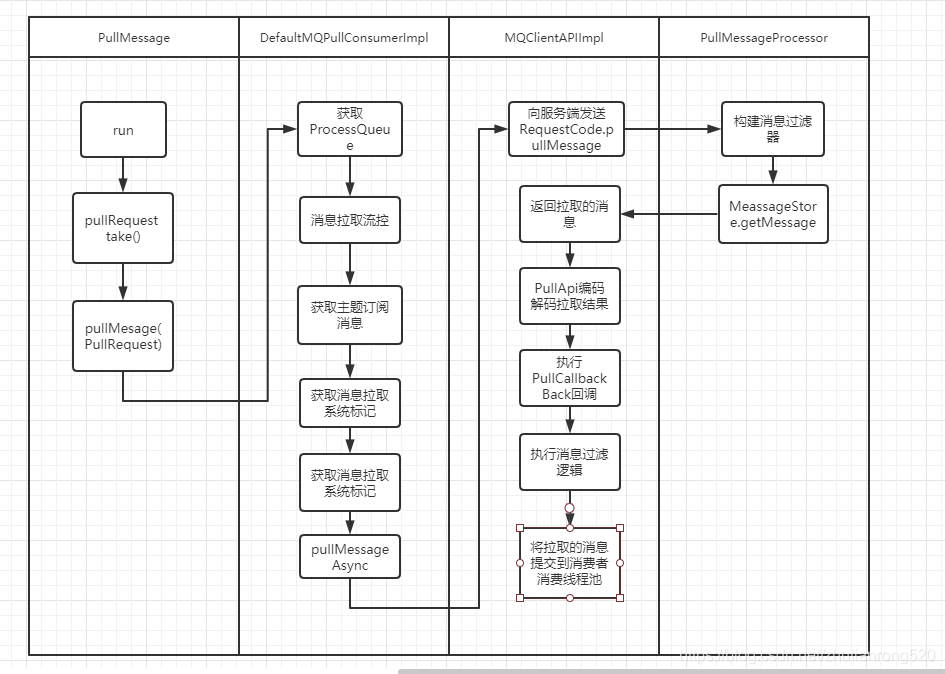 PullMessage
DefaultMQPullConsumerImpl
MQClientAPIImpl
PullMessageProcessor
run
pullRequest
take()
pullMesage(
PullRequest)
获取
ProcessQueu
e
消息拉取流控
获取主题订阅
消息
获取消息拉取
系统标记
获取消息拉取
系统标记
pullMessage
Async
向服务端发送
RequestCode.p
ullMessage
返回拉取的消
息
PullApi编码
解码拉取结果
执行
PullCallback
Back回调
执行消息过滤
逻辑
将拉取的消息
提交到消费者
消费线程池
构建消息过滤
器
MeassageStor
e.getMessage
https://blog.csdn.net/zhutianrong520